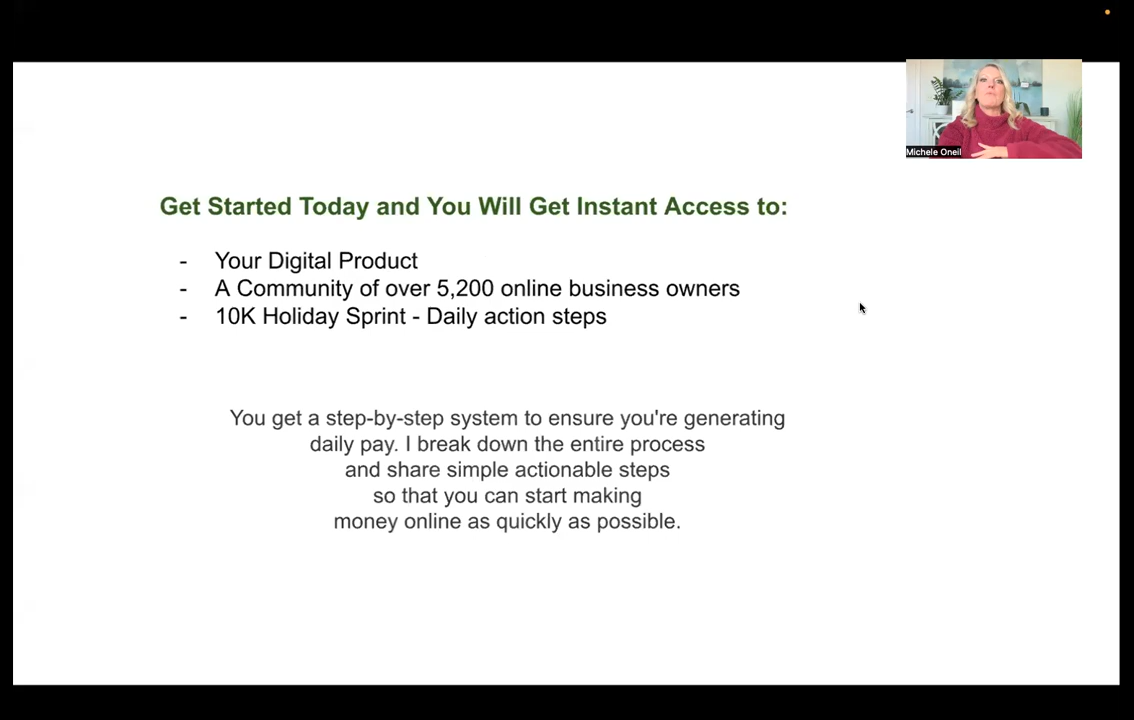 Michele Oneil
Get Started Today and You Will Get Instant Access to:
- Your Digital Product
- A Community of over 5,200 online business owners
- 10K Holiday Sprint - Daily action steps
You get a step-by-step system to ensure you're generating
daily pay. I break down the entire process
and share simple actionable steps
so that you can start making
money online as quickly as possible.